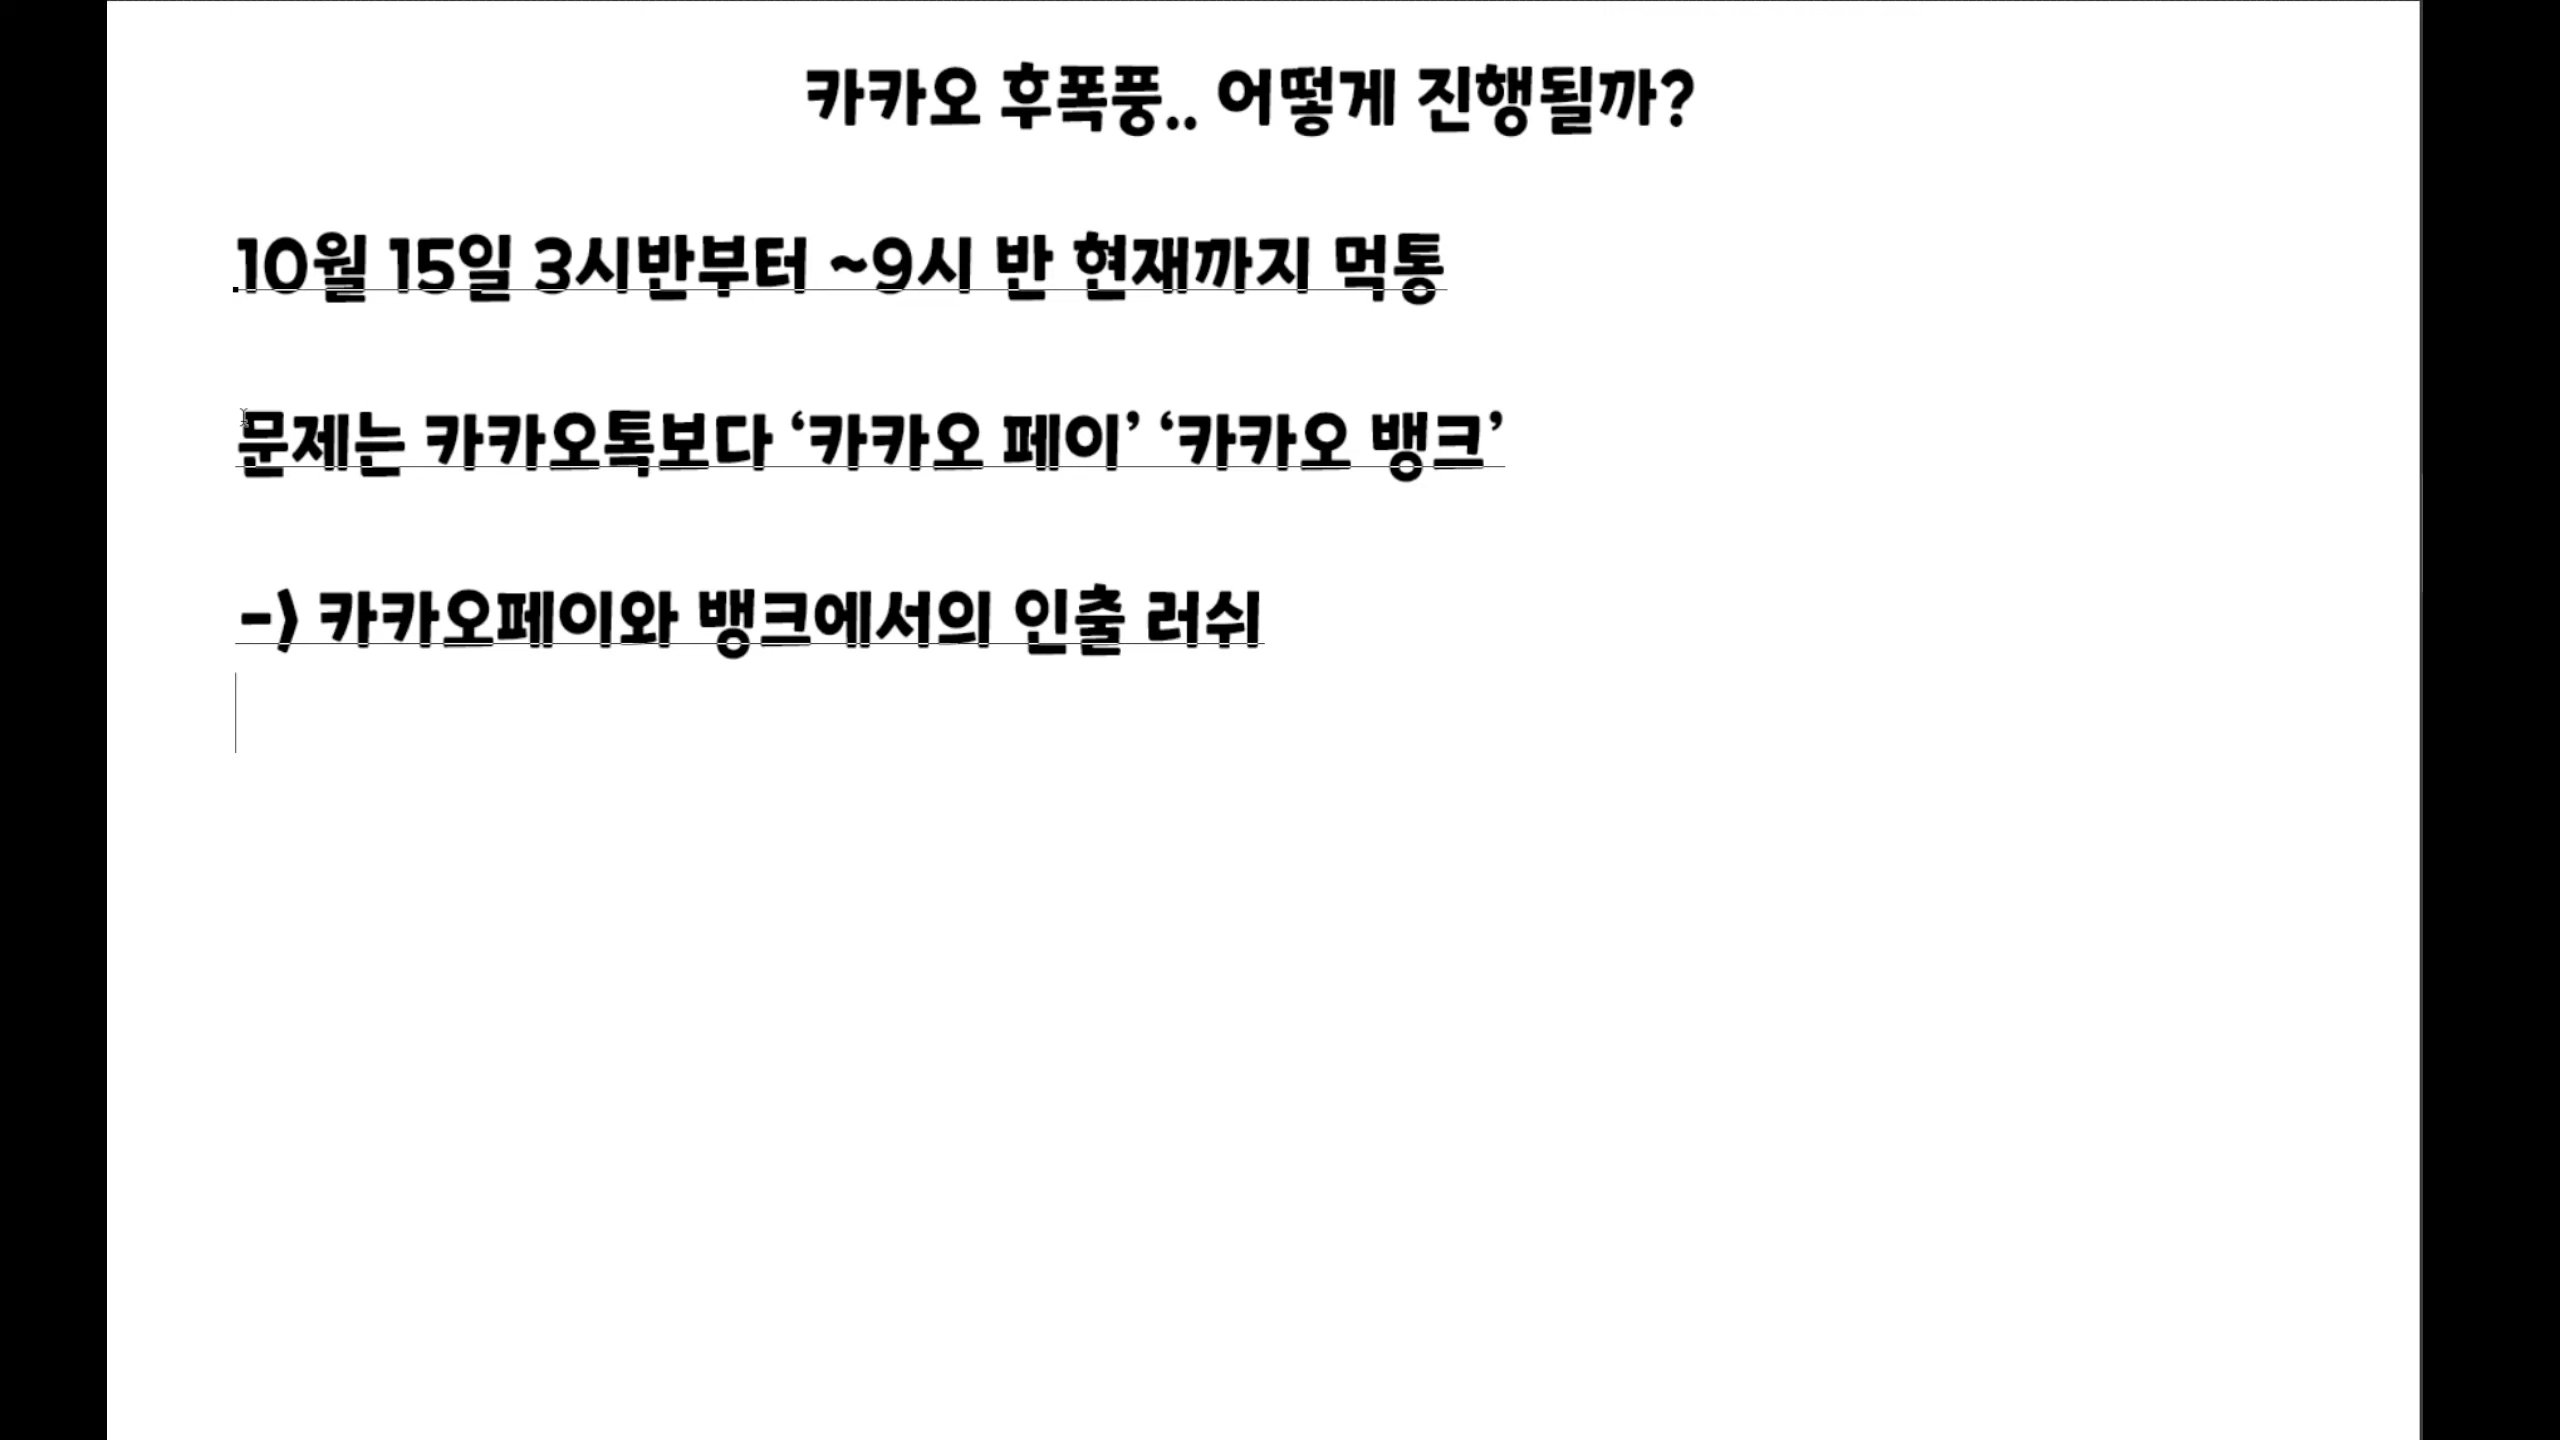 카카오 후폭풍.. 어떻게 진행될까?
10월 15일 3시반부터 ~9시 반 현재까지 먹통
문제는 카카오톡보다 ‘카카오 페이’ ‘카카오 뱅크’
-> 카카오페이와 뱅크에서의 인출 러쉬